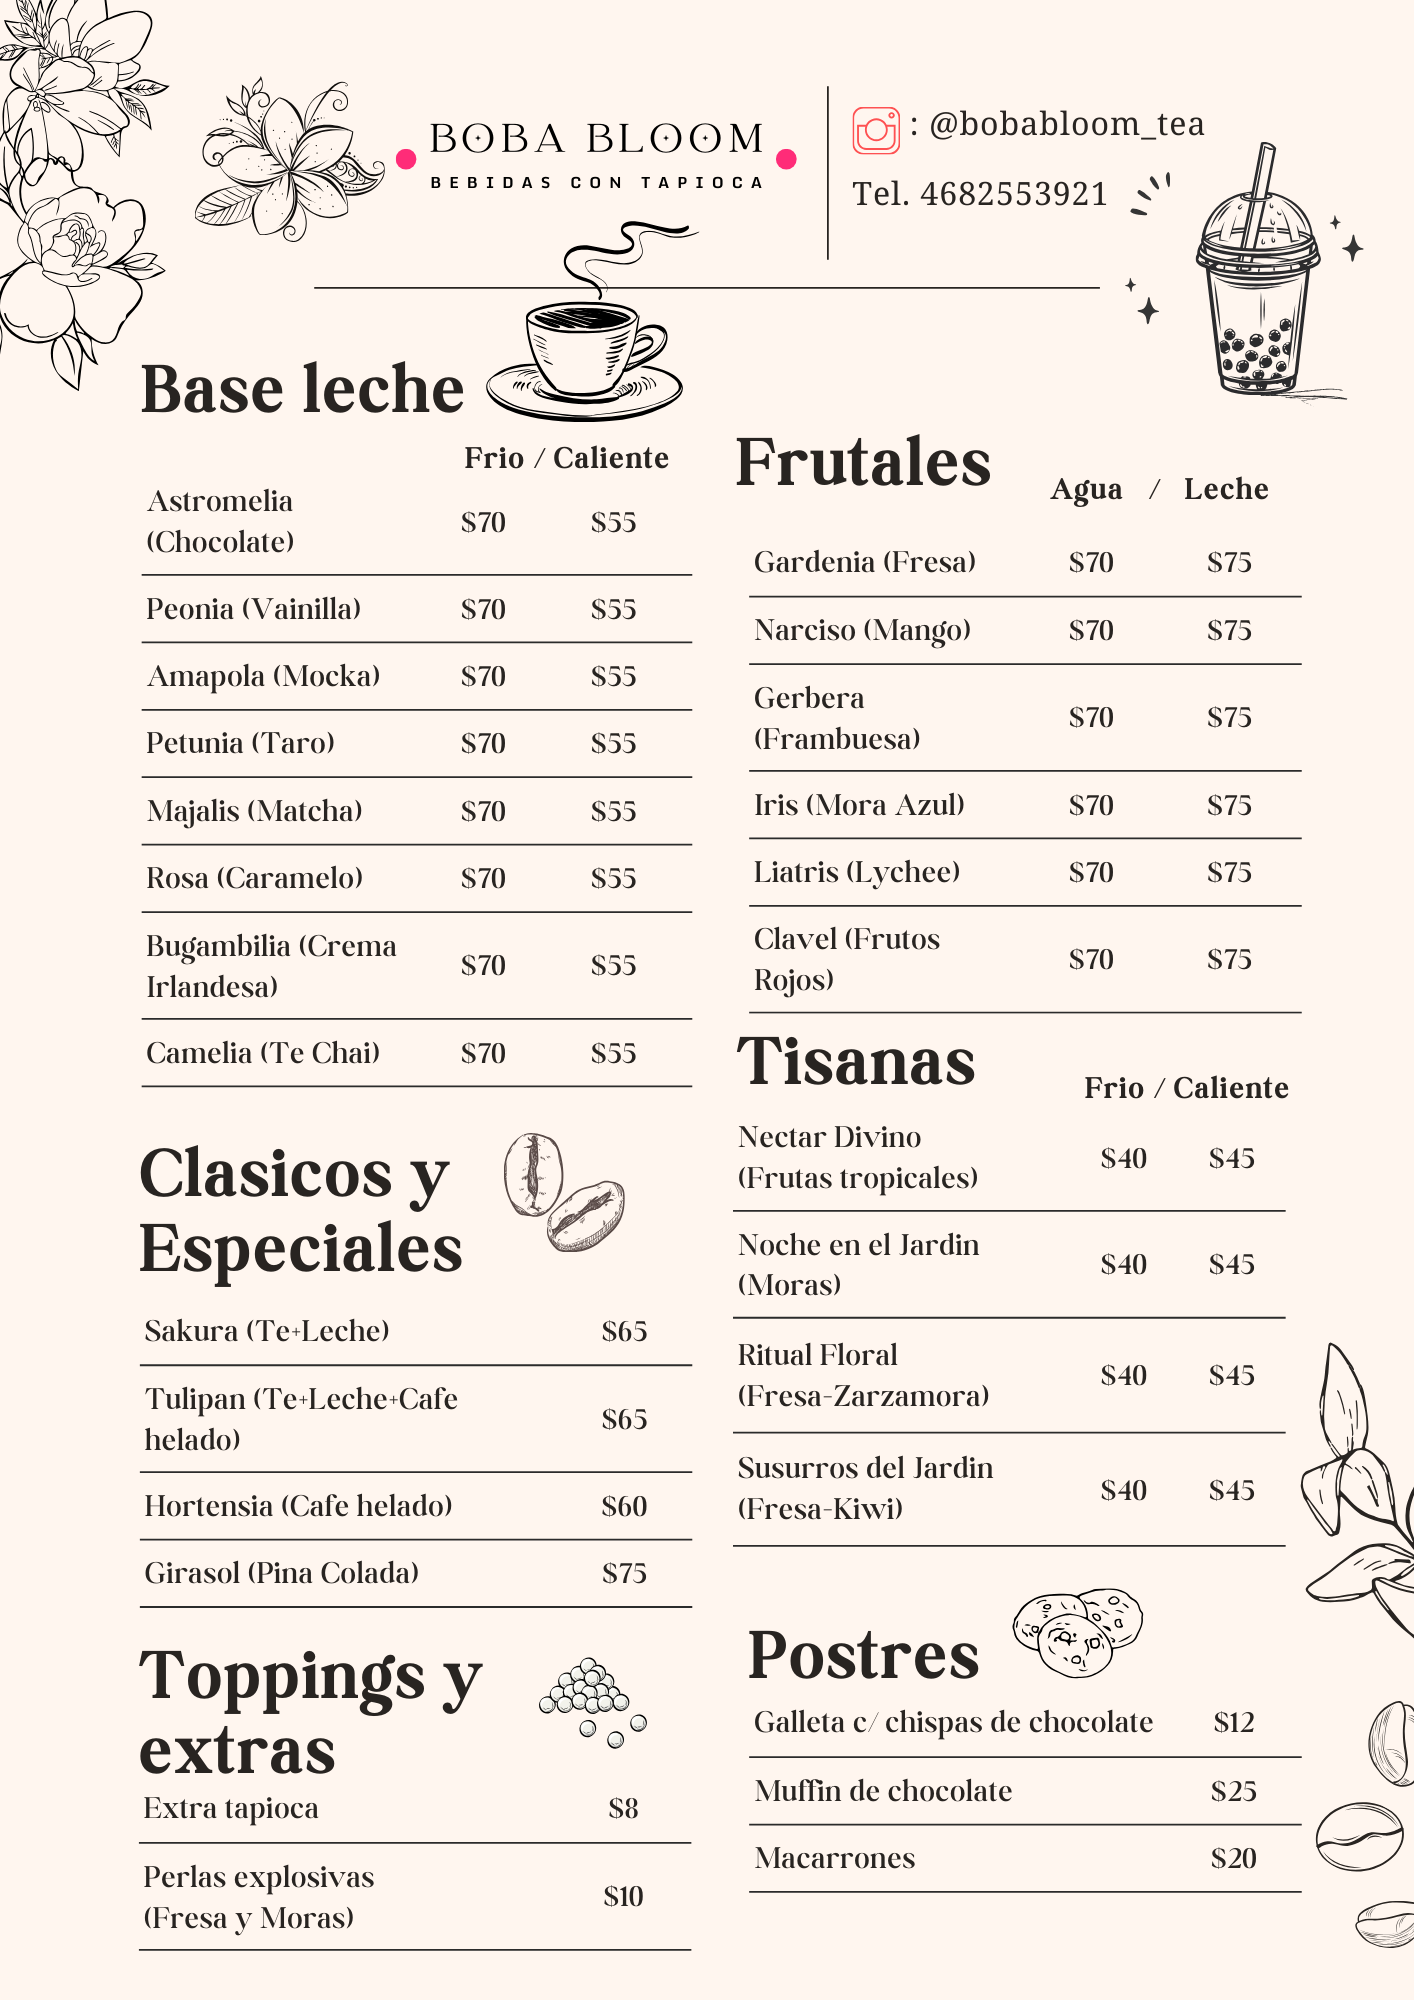 BOBA BLOOM
BEBIDAS CON TAPIOCA
: @bobabloom_tea
Tel. 4682553921
Base leche
Frio / Caliente
Astromelia
(Chocolate) $70 $55
Peonia (Vainilla) $70 $55
Amapola (Mocka) $70 $55
Petunia (Taro) $70 $55
Majalis (Matcha) $70 $55
Rosa (Caramelo) $70 $55
Bugambilia (Crema
Irlandesa) $70 $55
Camelia (Te Chai) $70 $55
Clasicos y
Especiales
Sakura (Te+Leche) $65
Tulipan (Te+Leche+Cafe
helado) $65
Hortensia (Cafe helado) $60
Girasol (Pina Colada) $75
Toppings y
extras
Extra tapioca $8
Perlas explosivas
(Fresa y Moras) $10
Frutales
Agua / Leche
Gardenia (Fresa) $70 $75
Narciso (Mango) $70 $75
Gerbera
(Frambuesa) $70 $75
Iris (Mora Azul) $70 $75
Liatris (Lychee) $70 $75
Clavel (Frutos
Rojos) $70 $75
Tisanas
Frio / Caliente
Nectar Divino
(Frutas tropicales) $40 $45
Noche en el Jardin
(Moras) $40 $45
Ritual Floral
(Fresa-Zarzamora) $40 $45
Susurros del Jardin
(Fresa-Kiwi) $40 $45
Postres
Galleta c/ chispas de chocolate $12
Muffin de chocolate $25
Macarrones $20